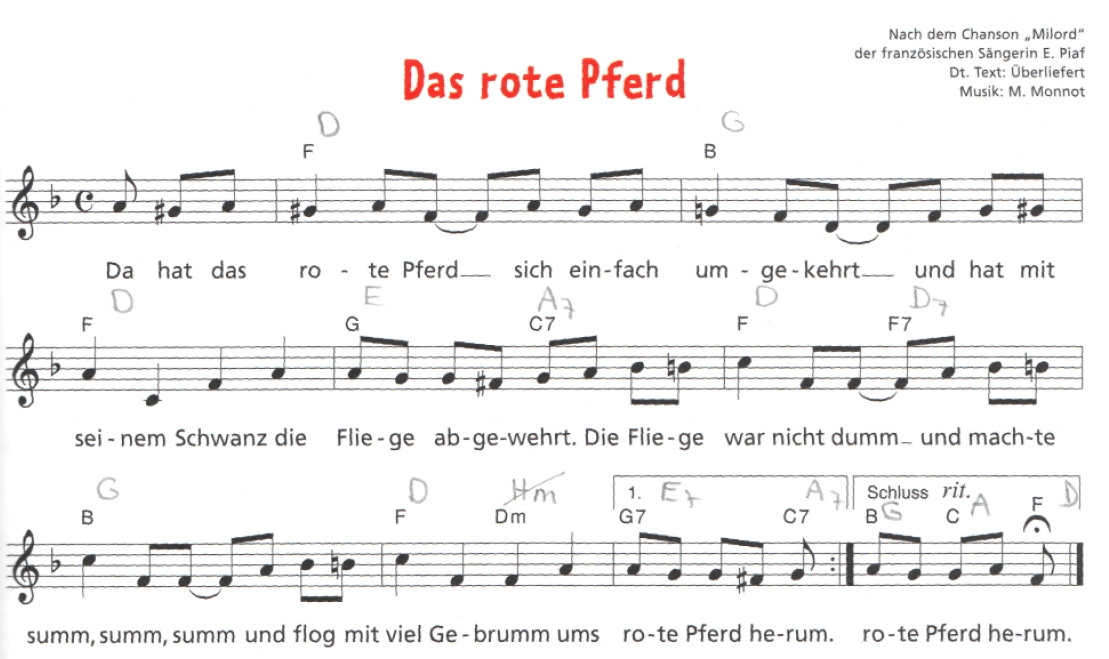 Nach dem Chanson „Milord“
der französischen Sängerin E. Piaf
Dt. Text: Überliefert
Musik: M. Monnot
Das rote Pferd
D G
F B
Da hat das ro - te Pferd sich ein-fach um - ge - kehrt und hat mit
D E A7 D D7
F G C7 F F7
sei - nem Schwanz die Flie - ge ab-ge-wehrt. Die Flie - ge war nicht dumm und mach-te
G D Hm 1. E7 A7 Schluss rit. G A D
B F Dm G7 C7 B C F
summ, summ, summ und flog mit viel Ge - brumm ums ro-te Pferd he-rum. ro-te Pferd he-rum.